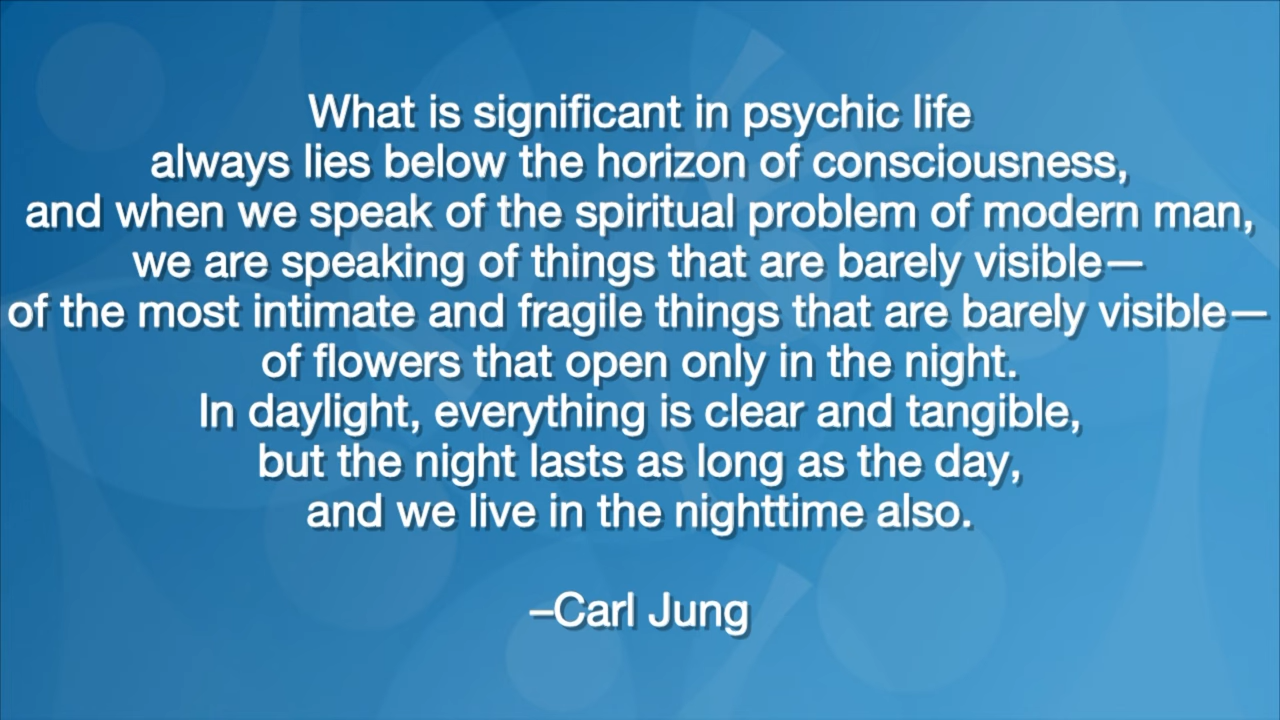 What is significant in psychic life
always lies below the horizon of consciousness,
and when we speak of the spiritual problem of modern man,
we are speaking of things that are barely visible—
of the most intimate and fragile things that are barely visible—
of flowers that open only in the night.
In daylight, everything is clear and tangible,
but the night lasts as long as the day,
and we live in the nighttime also.
–Carl Jung